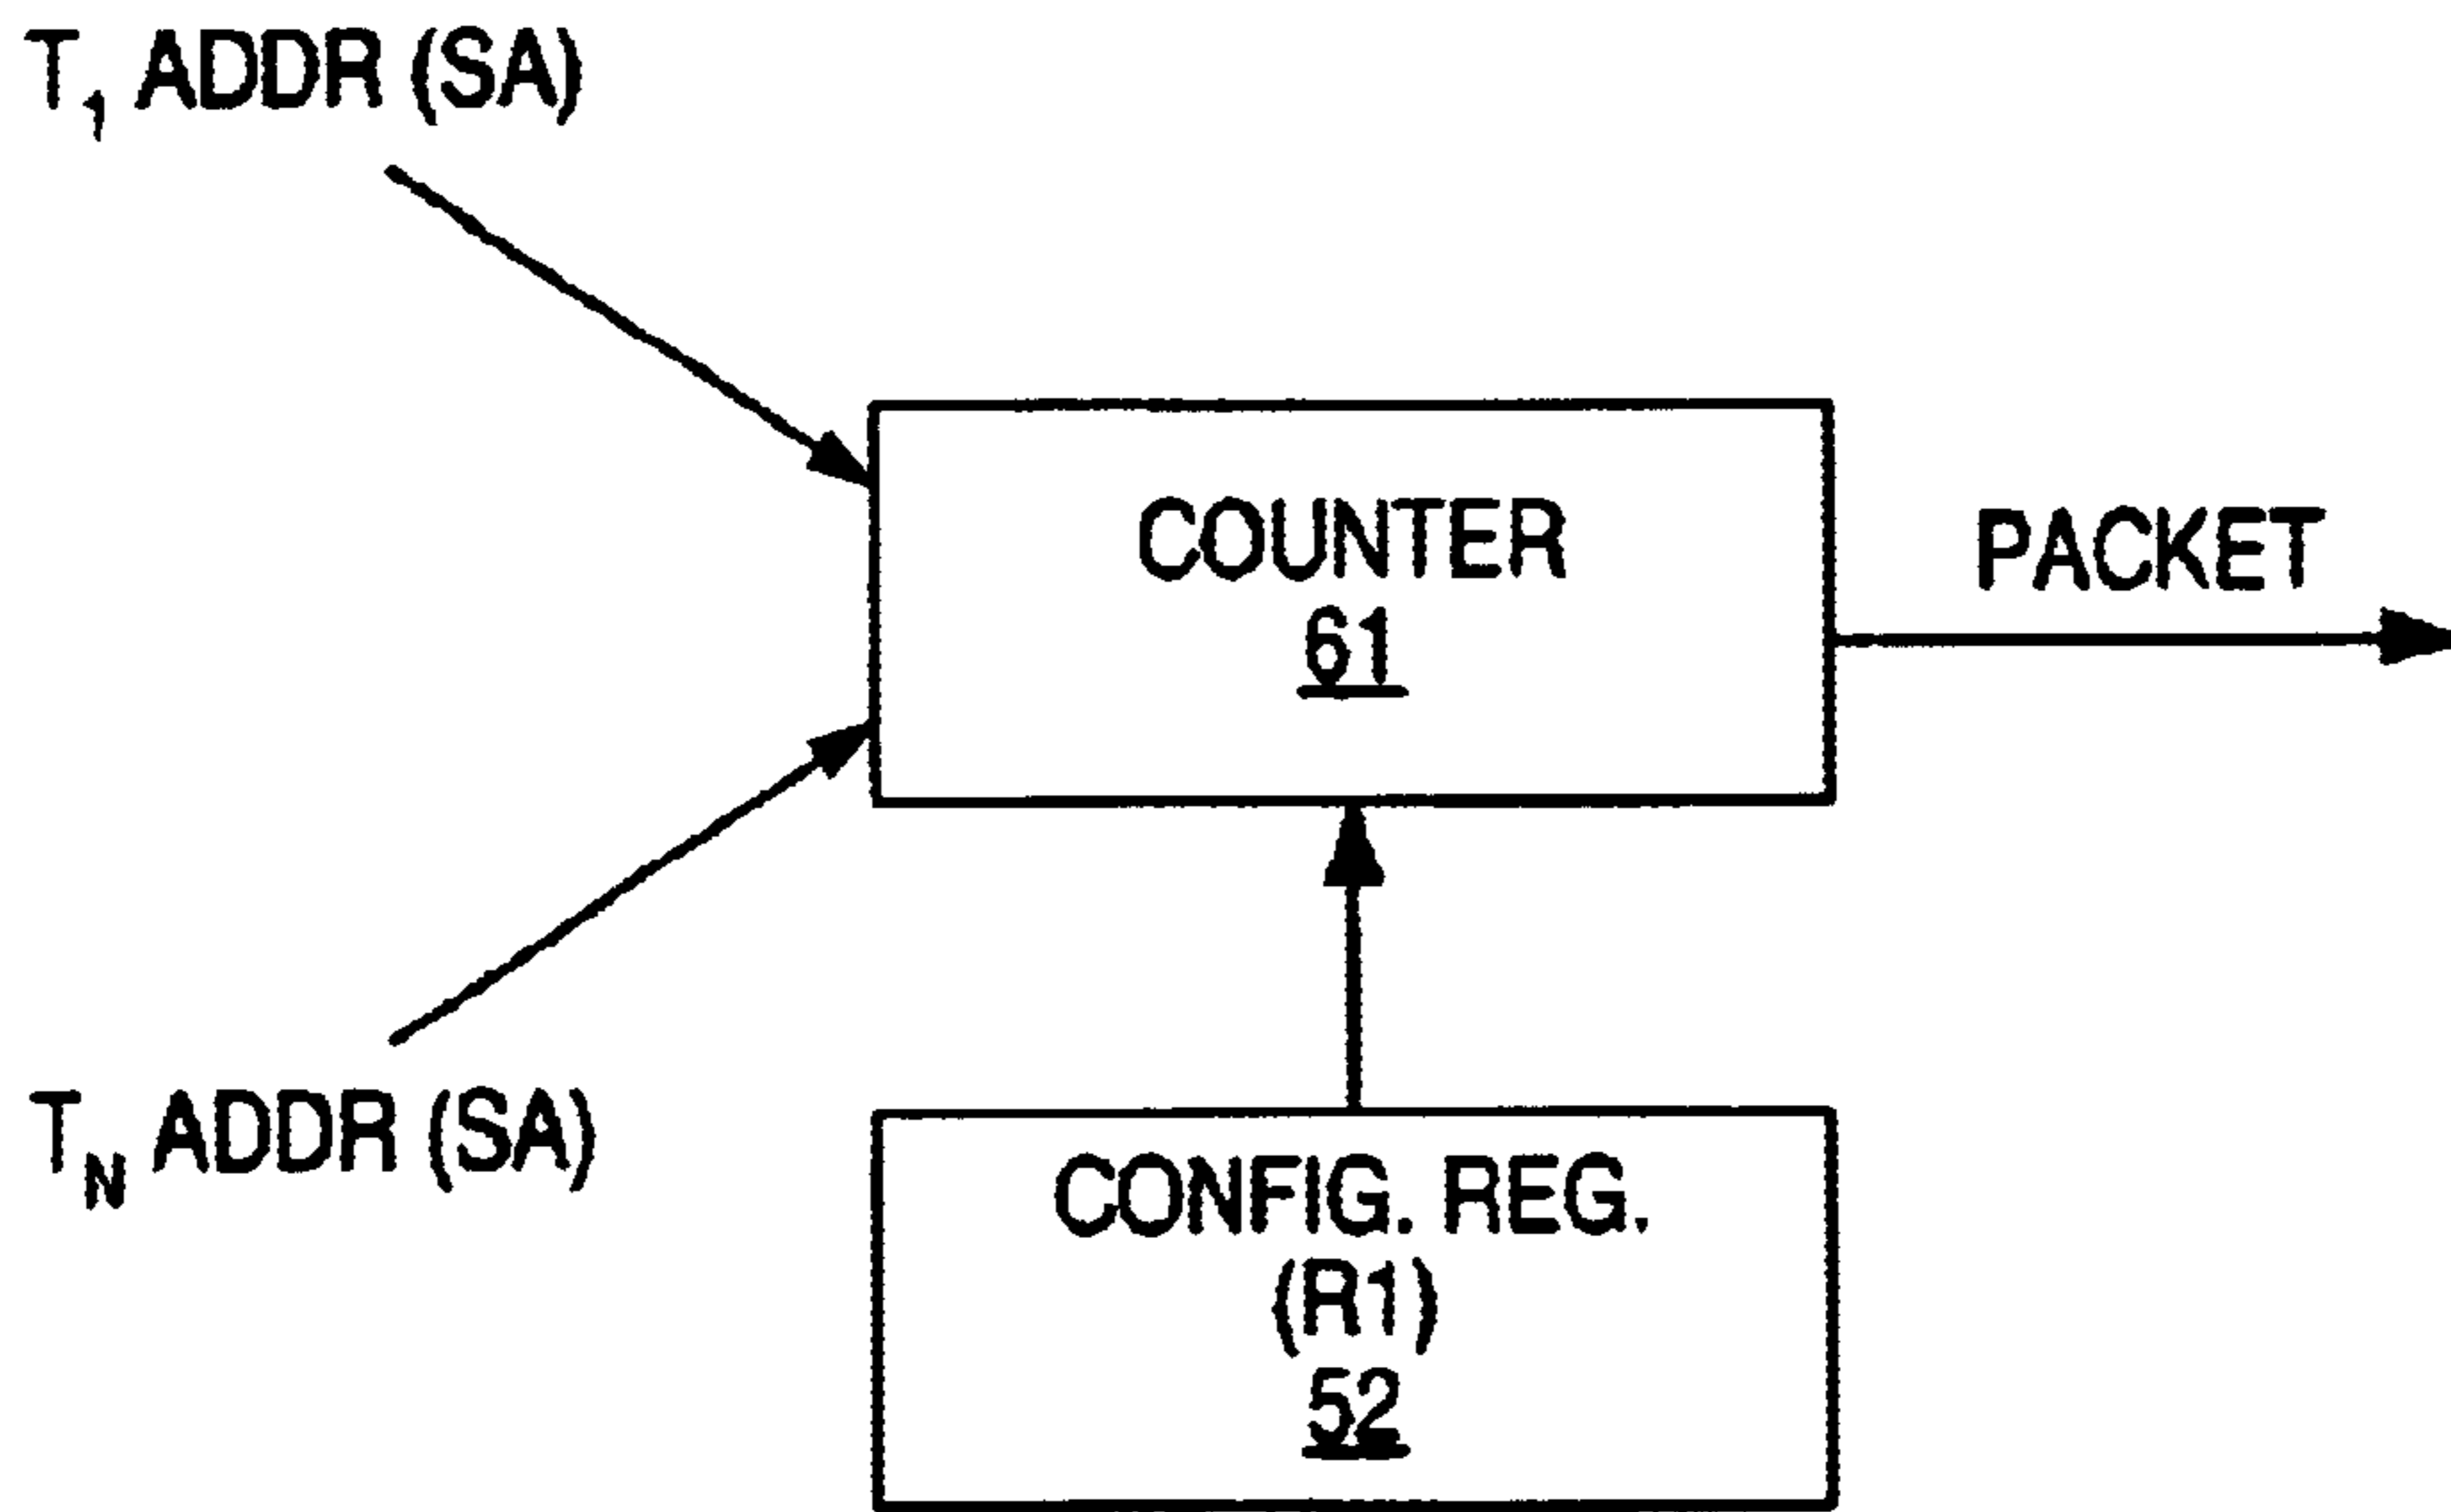 T1 ADDR (SA)
COUNTER
61
PACKET
TN ADDR (SA)
CONFIG. REG.
(R1)
52